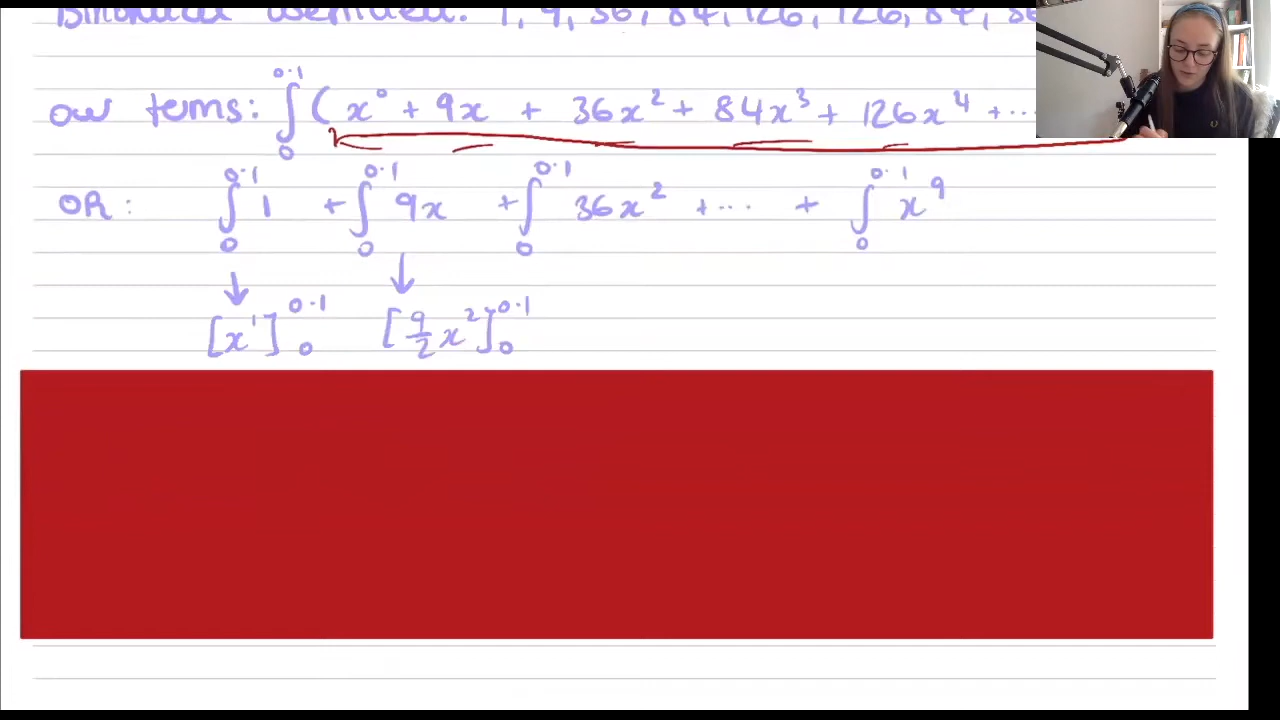 Binomial coefficient: 1, 9, 36, 84, 126, 126, 84, 36
our terms: ∫₀^0.1 (x⁰ + 9x + 36x² + 84x³ + 126x⁴ + ...
OR: ∫₀^0.1 1 + ∫₀^0.1 9x + ∫₀^0.1 36x² + ... + ∫₀^0.1 x⁹
↓ ↓
[x¹]₀^0.1 [9/2 x²]₀^0.1